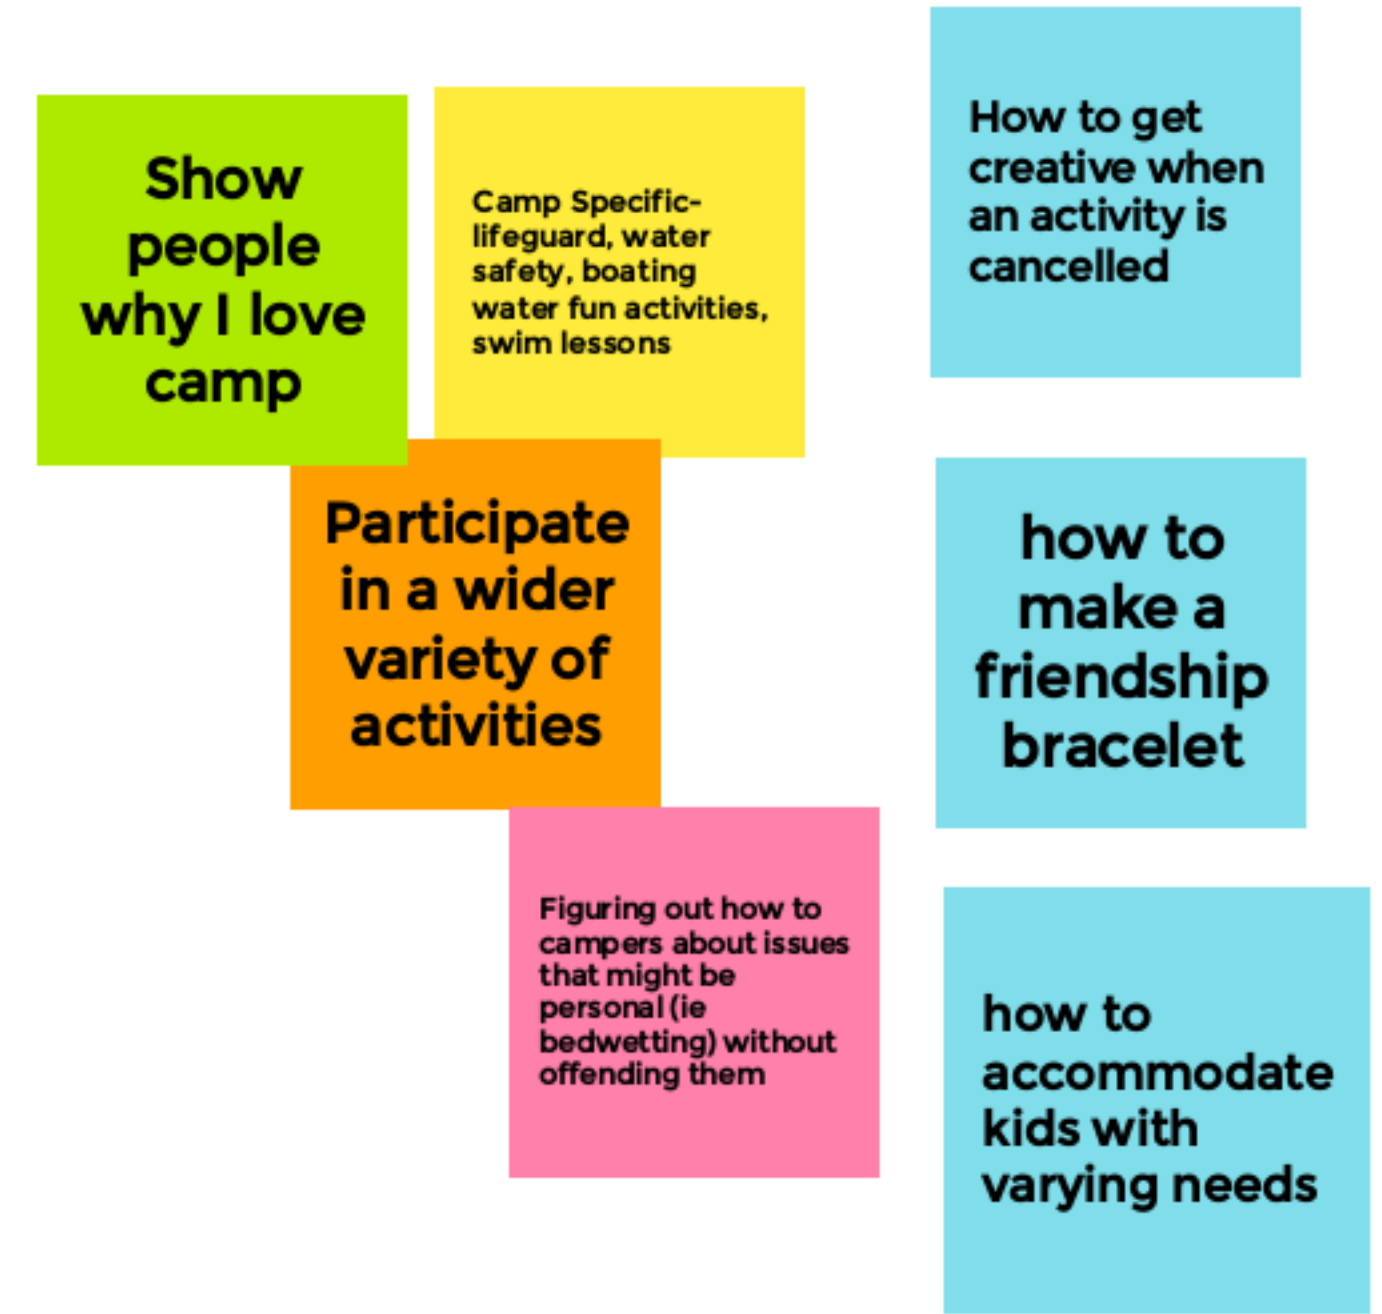 Show
people
why I love
camp
Camp Specific-
lifeguard, water
safety, boating
water fun activities,
swim lessons
How to get
creative when
an activity is
cancelled
Participate
in a wider
variety of
activities
how to
make a
friendship
bracelet
Figuring out how to
campers about issues
that might be
personal (ie
bedwetting) without
offending them
how to
accommodate
kids with
varying needs